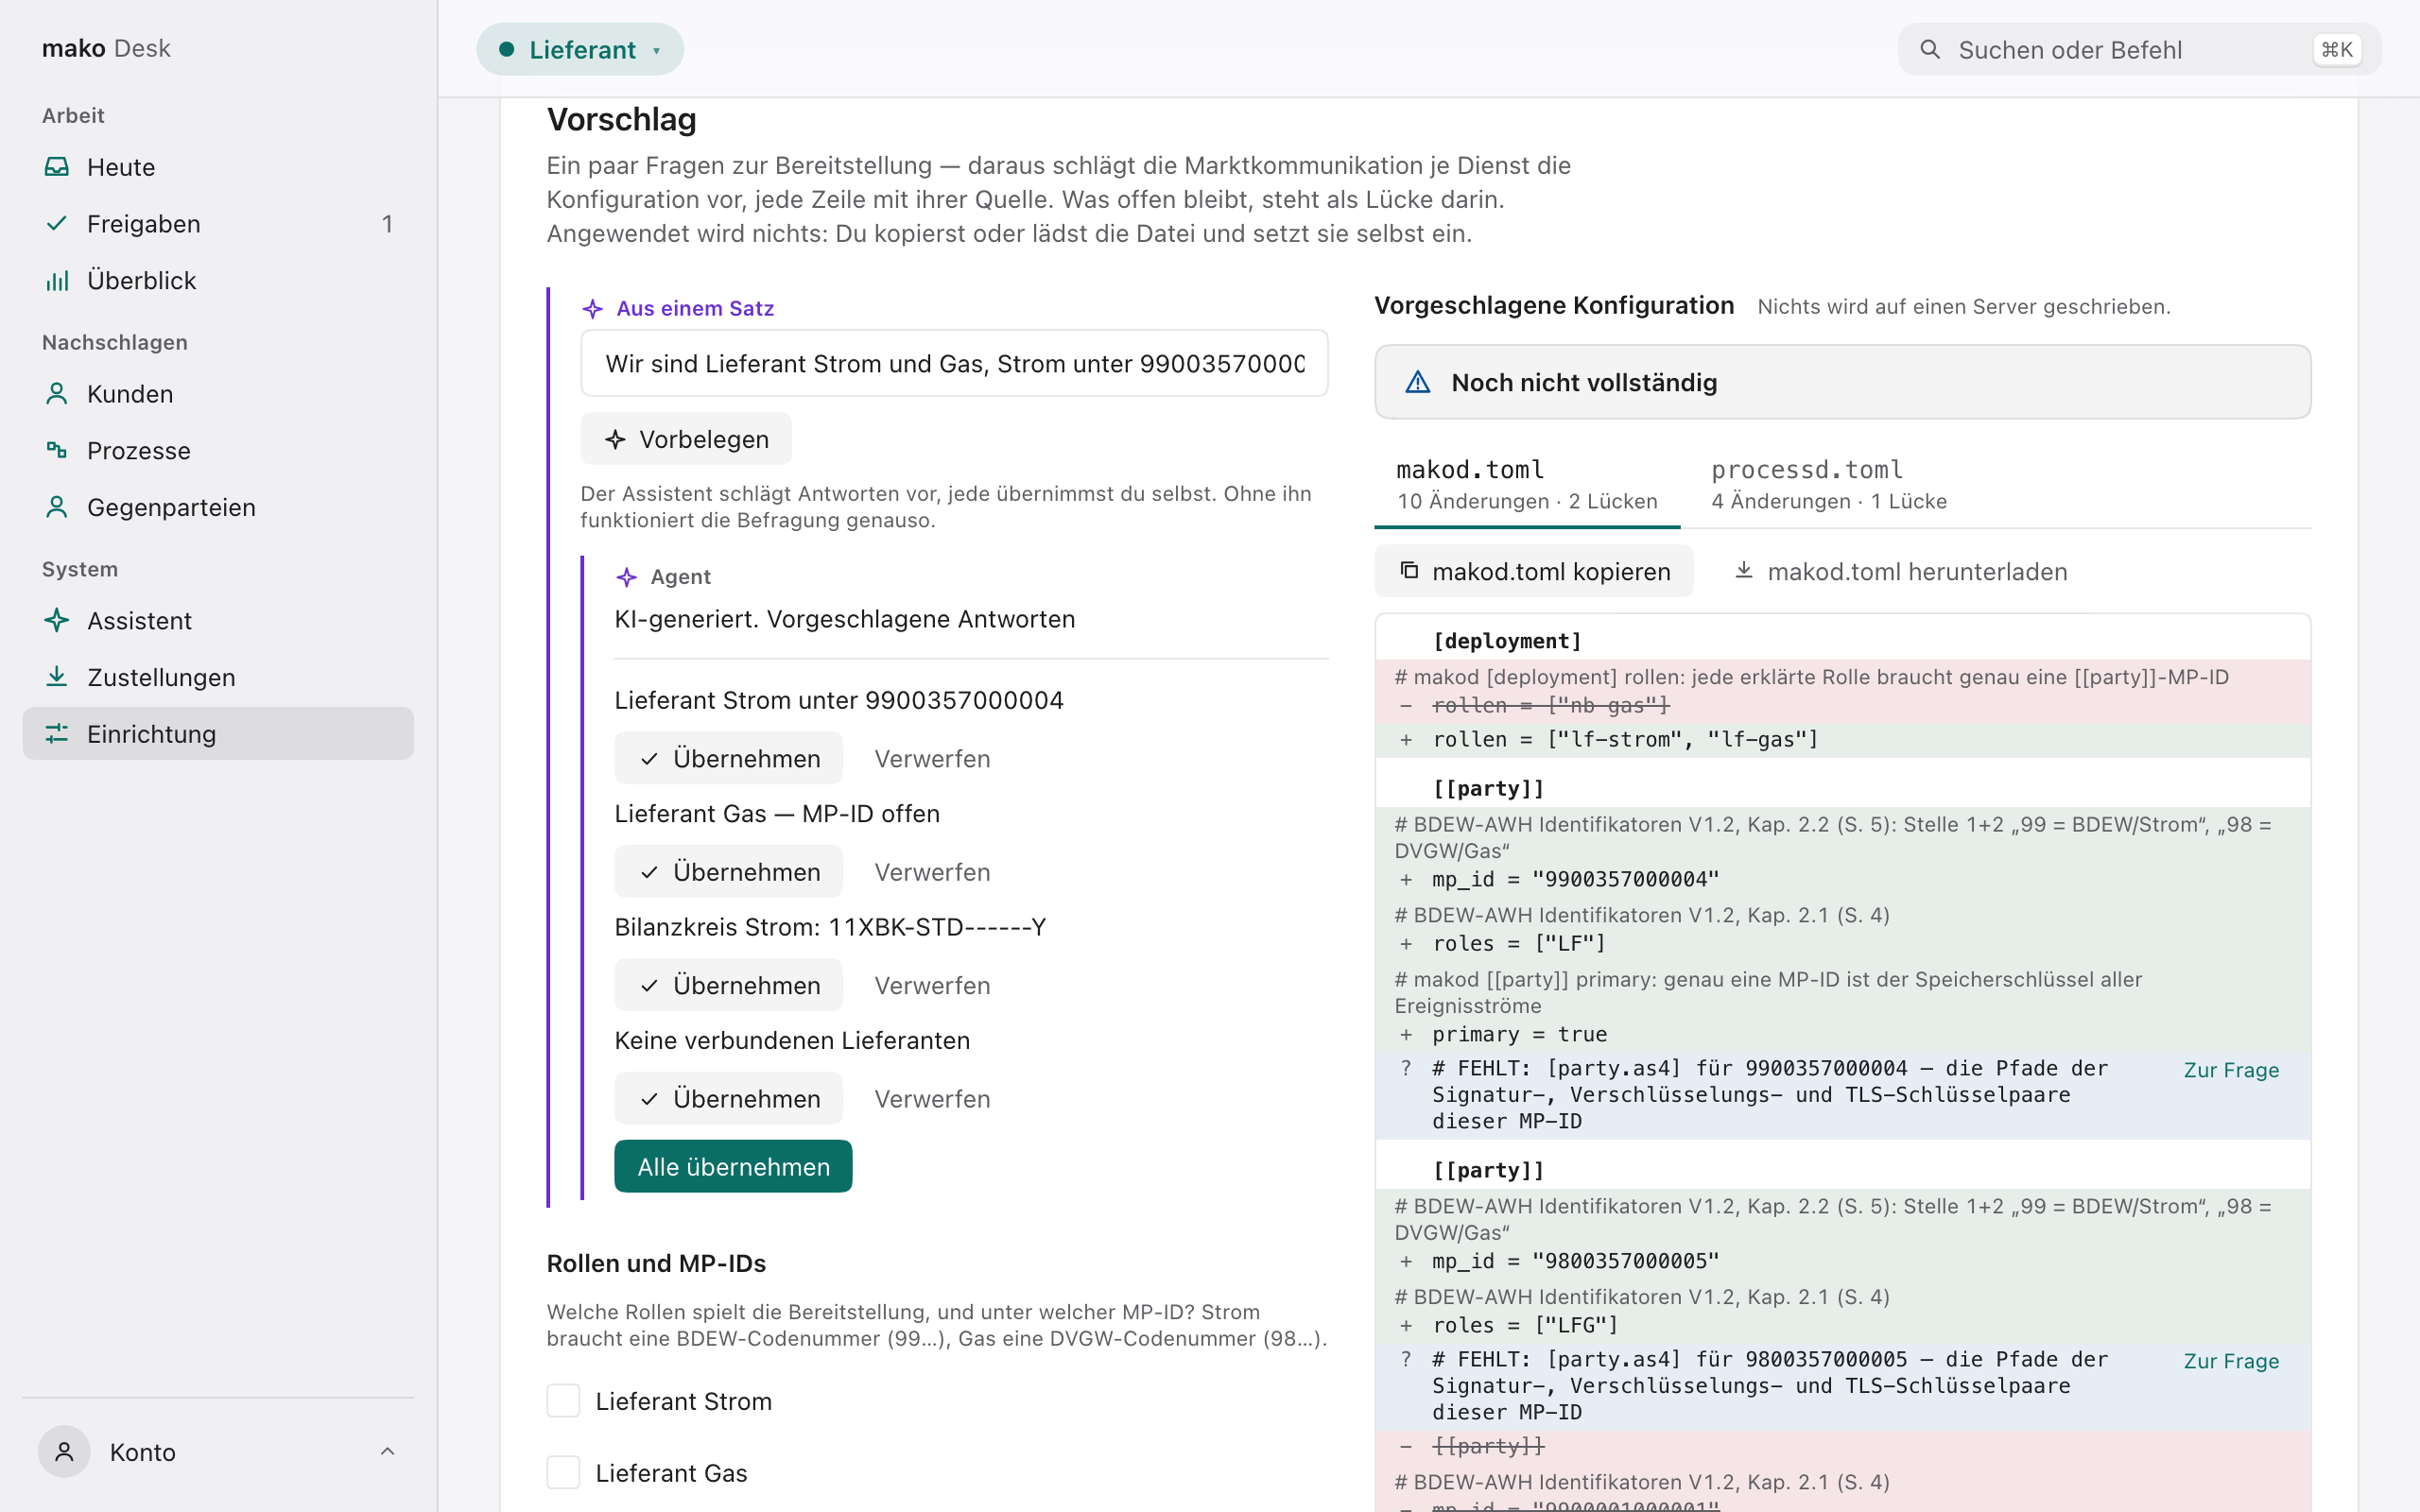 mako Desk
Arbeit
Heute
Freigaben 1
Überblick
Nachschlagen
Kunden
Prozesse
Gegenparteien
System
Assistent
Zustellungen
Einrichtung
Konto
Lieferant
Suchen oder Befehl ⌘K
Vorschlag
Ein paar Fragen zur Bereitstellung — daraus schlägt die Marktkommunikation je Dienst die
Konfiguration vor, jede Zeile mit ihrer Quelle. Was offen bleibt, steht als Lücke darin.
Angewendet wird nichts: Du kopierst oder lädst die Datei und setzt sie selbst ein.
Aus einem Satz
Wir sind Lieferant Strom und Gas, Strom unter 99003570000
Vorbelegen
Der Assistent schlägt Antworten vor, jede übernimmst du selbst. Ohne ihn
funktioniert die Befragung genauso.
Agent
KI-generiert. Vorgeschlagene Antworten
Lieferant Strom unter 9900357000004
Übernehmen Verwerfen
Lieferant Gas — MP-ID offen
Übernehmen Verwerfen
Bilanzkreis Strom: 11XBK-STD------Y
Übernehmen Verwerfen
Keine verbundenen Lieferanten
Übernehmen Verwerfen
Alle übernehmen
Rollen und MP-IDs
Welche Rollen spielt die Bereitstellung, und unter welcher MP-ID? Strom
braucht eine BDEW-Codenummer (99…), Gas eine DVGW-Codenummer (98…).
Lieferant Strom
Lieferant Gas
Vorgeschlagene Konfiguration Nichts wird auf einen Server geschrieben.
Noch nicht vollständig
makod.toml
10 Änderungen · 2 Lücken
processd.toml
4 Änderungen · 1 Lücke
makod.toml kopieren makod.toml herunterladen
[deployment]
# makod [deployment] rollen: jede erklärte Rolle braucht genau eine [[party]]-MP-ID
− rollen = ["nb-gas"]
+ rollen = ["lf-strom", "lf-gas"]
[[party]]
# BDEW-AWH Identifikatoren V1.2, Kap. 2.2 (S. 5): Stelle 1+2 „99 = BDEW/Strom“, „98 =
DVGW/Gas“
+ mp_id = "9900357000004"
# BDEW-AWH Identifikatoren V1.2, Kap. 2.1 (S. 4)
+ roles = ["LF"]
# makod [[party]] primary: genau eine MP-ID ist der Speicherschlüssel aller
Ereignisströme
+ primary = true
? # FEHLT: [party.as4] für 9900357000004 — die Pfade der Zur Frage
Signatur-, Verschlüsselungs- und TLS-Schlüsselpaare
dieser MP-ID
[[party]]
# BDEW-AWH Identifikatoren V1.2, Kap. 2.2 (S. 5): Stelle 1+2 „99 = BDEW/Strom“, „98 =
DVGW/Gas“
+ mp_id = "9800357000005"
# BDEW-AWH Identifikatoren V1.2, Kap. 2.1 (S. 4)
+ roles = ["LFG"]
? # FEHLT: [party.as4] für 9800357000005 — die Pfade der Zur Frage
Signatur-, Verschlüsselungs- und TLS-Schlüsselpaare
dieser MP-ID
− [[party]]
# BDEW-AWH Identifikatoren V1.2, Kap. 2.1 (S. 4)
− mp_id = "9900001000001"